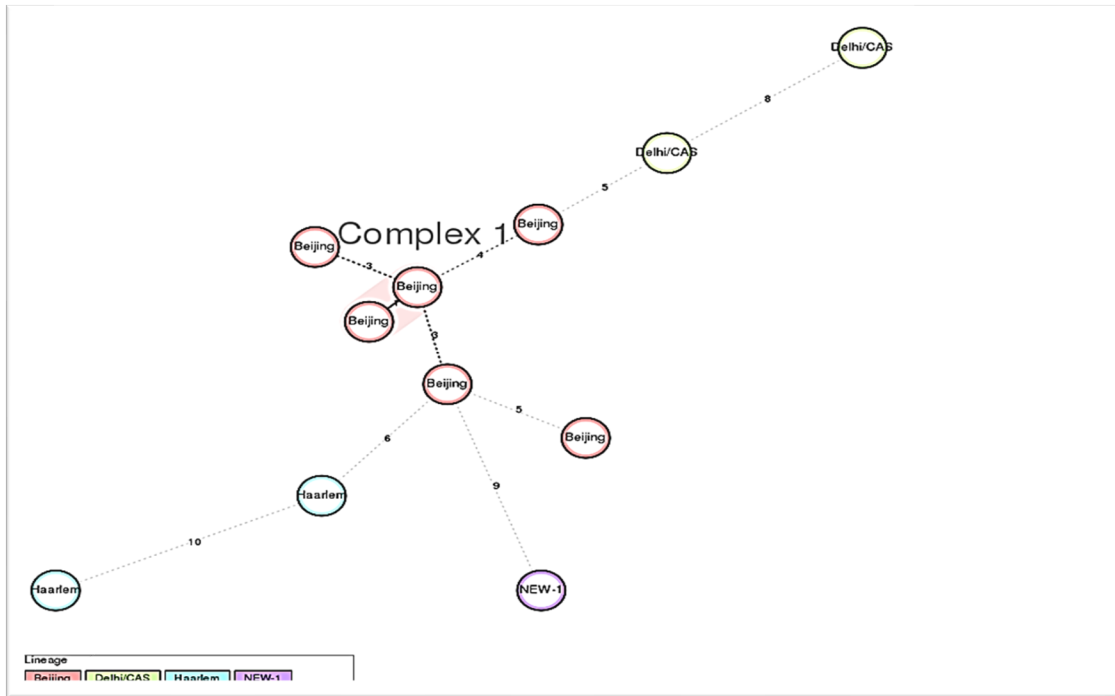 Delhi/CAS
8
Delhi/CAS
5
Beijing
Complex 1
Beijing
4
3
Beijing
Beijing
3
Beijing
5
Beijing
6
9
Haarlem
10
Haarlem
NEW-1
Lineage
Beijing Delhi/CAS Haarlem NEW-1